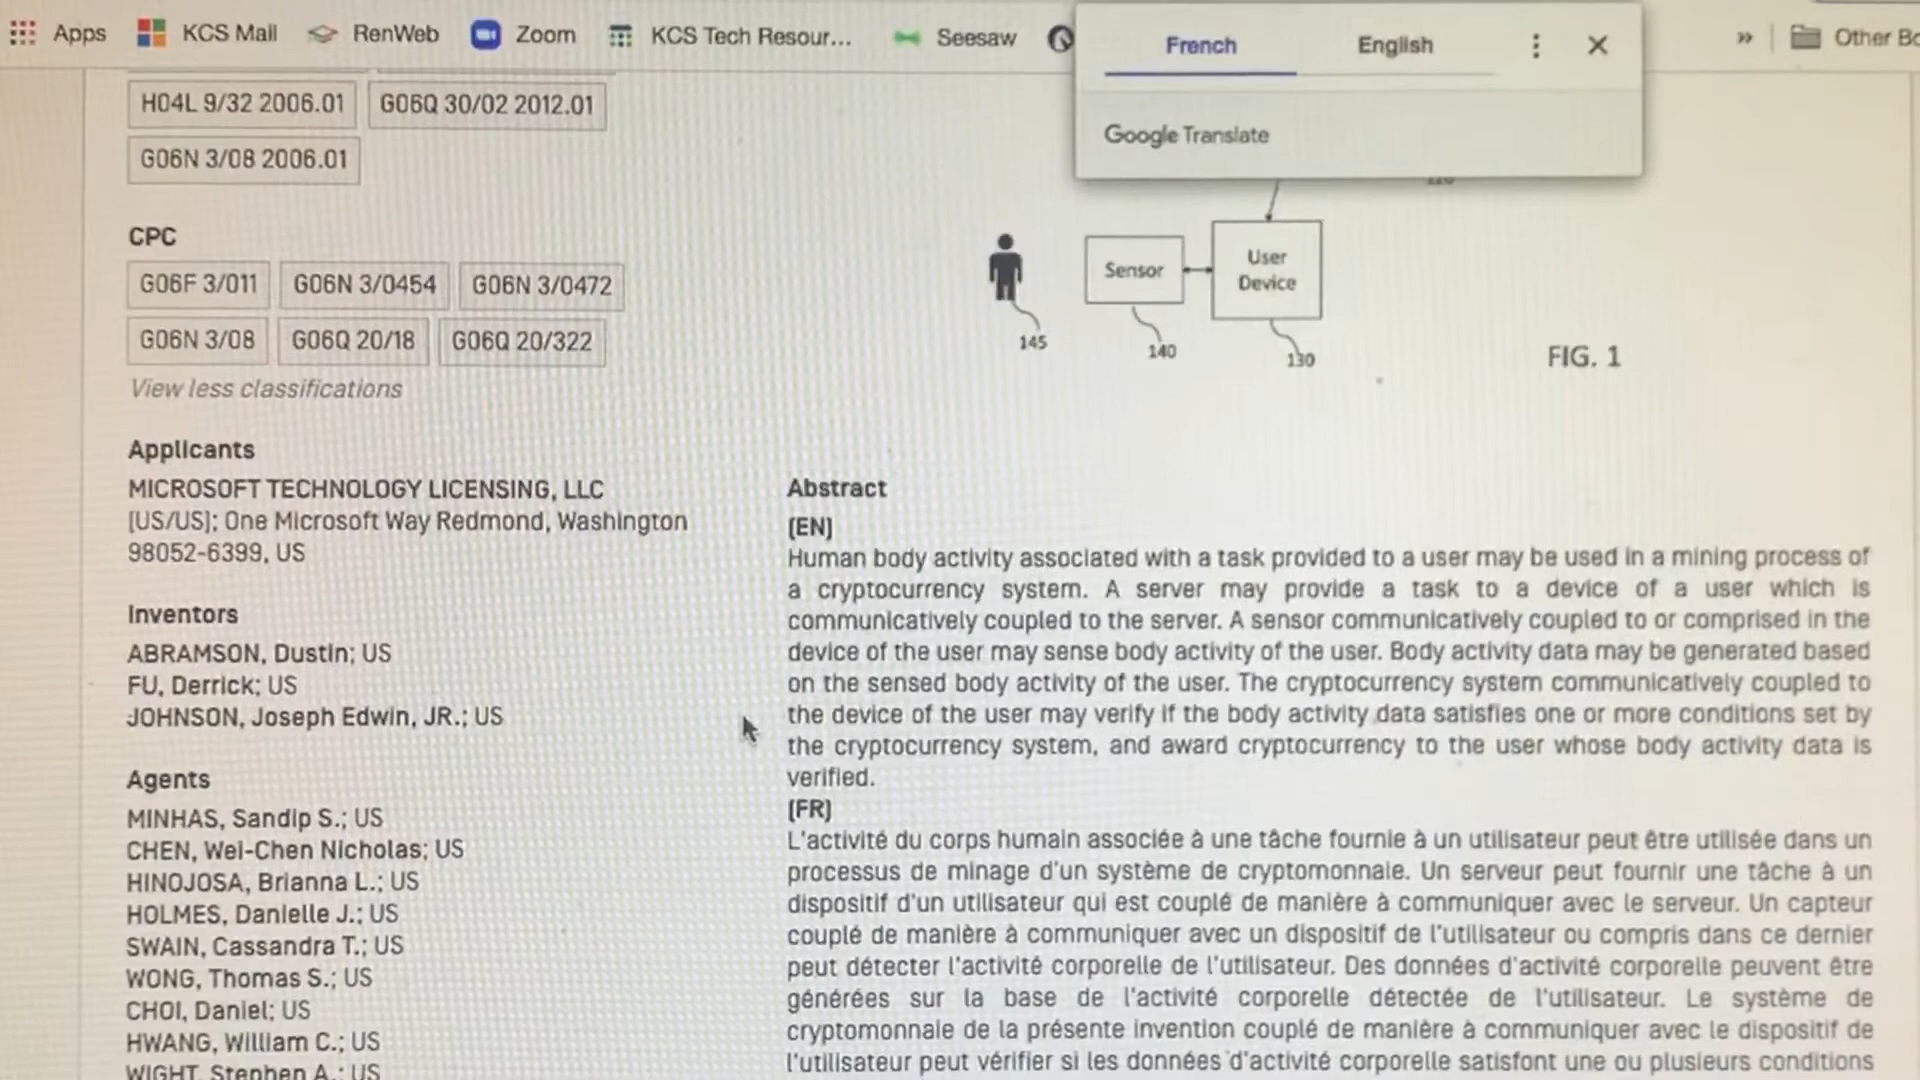 Apps KCS Mail RenWeb Zoom KCS Tech Resour... Seesaw » Other Bo
French English
Google Translate
H04L 9/32 2006.01 G06Q 30/02 2012.01
G06N 3/08 2006.01
CPC
G06F 3/011 G06N 3/0454 G06N 3/0472
G06N 3/08 G06Q 20/18 G06Q 20/322
View less classifications
Sensor
User
Device
145
140
130
FIG. 1
Applicants
MICROSOFT TECHNOLOGY LICENSING, LLC
[US/US]; One Microsoft Way Redmond, Washington
98052-6399, US
Inventors
ABRAMSON, Dustin; US
FU, Derrick; US
JOHNSON, Joseph Edwin, JR.; US
Agents
MINHAS, Sandip S.; US
CHEN, Wei-Chen Nicholas; US
HINOJOSA, Brianna L.; US
HOLMES, Danielle J.; US
SWAIN, Cassandra T.; US
WONG, Thomas S.; US
CHOI, Daniel; US
HWANG, William C.; US
WIGHT, Stephen A.; US
Abstract
(EN)
Human body activity associated with a task provided to a user may be used in a mining process of
a cryptocurrency system. A server may provide a task to a device of a user which is
communicatively coupled to the server. A sensor communicatively coupled to or comprised in the
device of the user may sense body activity of the user. Body activity data may be generated based
on the sensed body activity of the user. The cryptocurrency system communicatively coupled to
the device of the user may verify if the body activity data satisfies one or more conditions set by
the cryptocurrency system, and award cryptocurrency to the user whose body activity data is
verified.
(FR)
L'activité du corps humain associée à une tâche fournie à un utilisateur peut être utilisée dans un
processus de minage d'un système de cryptomonnaie. Un serveur peut fournir une tâche à un
dispositif d'un utilisateur qui est couplé de manière à communiquer avec le serveur. Un capteur
couplé de manière à communiquer avec un dispositif de l'utilisateur ou compris dans ce dernier
peut détecter l'activité corporelle de l'utilisateur. Des données d'activité corporelle peuvent être
générées sur la base de l'activité corporelle détectée de l'utilisateur. Le système de
cryptomonnaie de la présente invention couplé de manière à communiquer avec le dispositif de
l'utilisateur peut vérifier si les données d'activité corporelle satisfont une ou plusieurs conditions